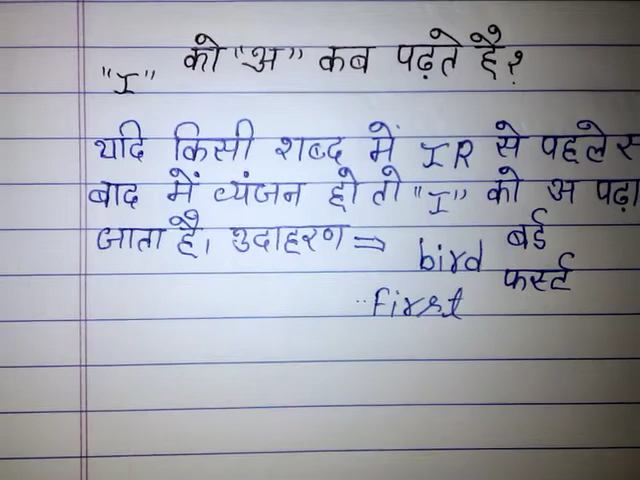 "I" को "अ" कब पढ़ते है?
यदि किसी शब्द में IR से पहले
बाद में व्यंजन हो तो "I" को अ पढ़ा
जाता है। उदाहरण ⇒ bird बर्ड
first फर्स्ट